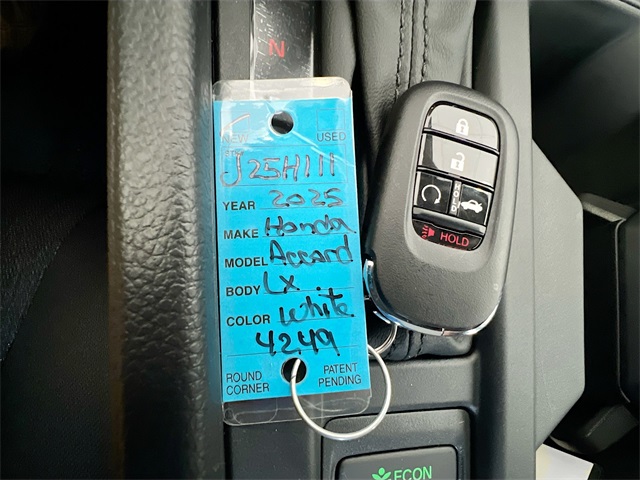 N
NEW USED
J25H111
YEAR 2025
MAKE Honda
MODEL Accord
BODY LX
COLOR White
4249
ROUND CORNER PATENT PENDING
HOLD
ECON